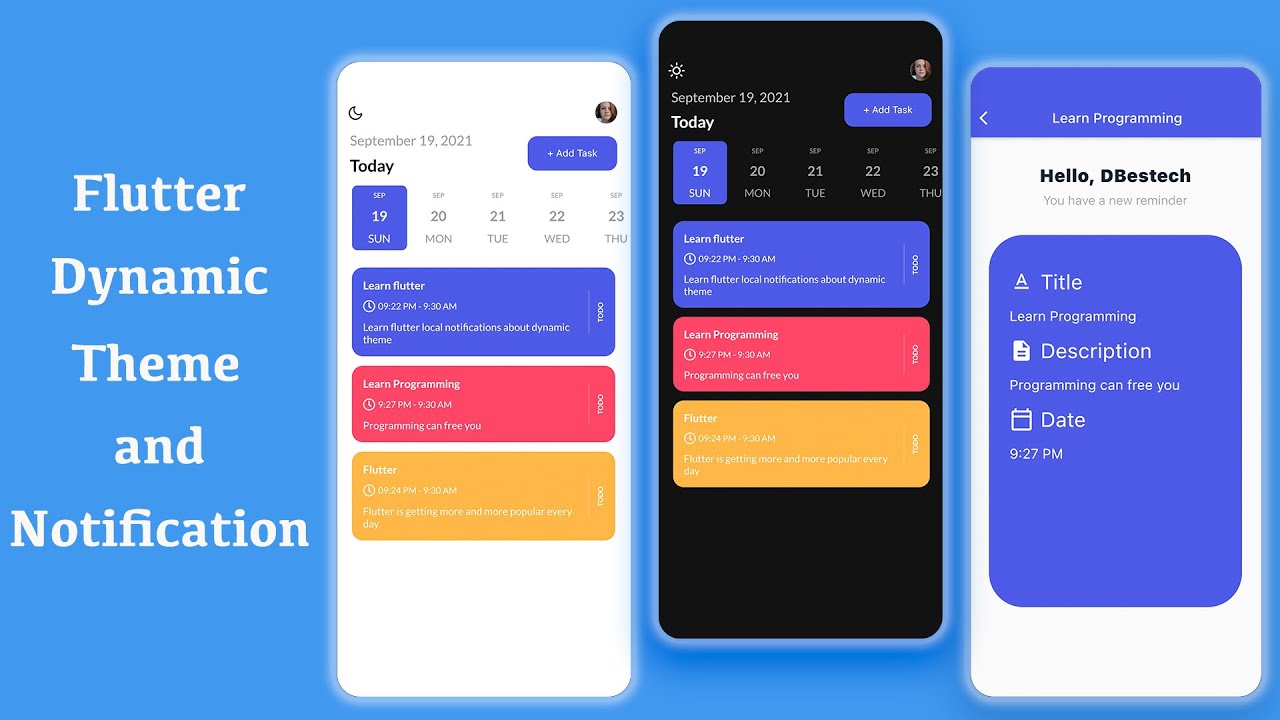 Flutter
Dynamic
Theme
and
Notification
September 19, 2021
Today
+ Add Task
SEP SEP SEP SEP SEP
19 20 21 22 23
SUN MON TUE WED THU
Learn flutter
09:22 PM - 9:30 AM
Learn flutter local notifications about dynamic
theme
TODO
Learn Programming
9:27 PM - 9:30 AM
Programming can free you
TODO
Flutter
09:24 PM - 9:30 AM
Flutter is getting more and more popular every
day
TODO
September 19, 2021
Today
+ Add Task
SEP SEP SEP SEP SEP
19 20 21 22 23
SUN MON TUE WED THU
Learn flutter
09:22 PM - 9:30 AM
Learn flutter local notifications about dynamic
theme
TODO
Learn Programming
9:27 PM - 9:30 AM
Programming can free you
TODO
Flutter
09:24 PM - 9:30 AM
Flutter is getting more and more popular every
day
TODO
Learn Programming
Hello, DBestech
You have a new reminder
A Title
Learn Programming
Description
Programming can free you
Date
9:27 PM